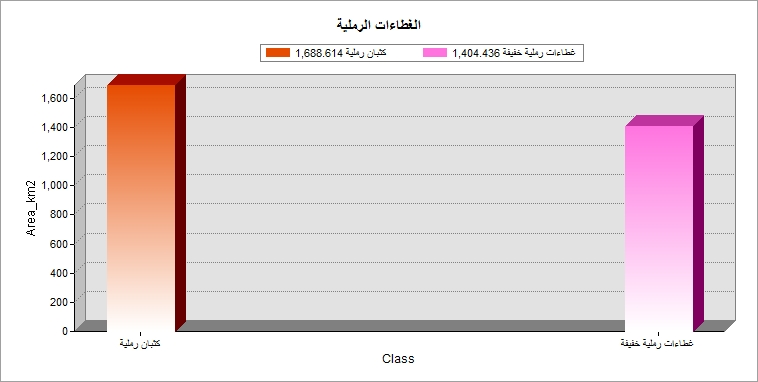 الغطاءات الرملية
كثبان رملية 1,688.614
غطاءات رملية خفيفة 1,404.436
1,600
1,400
1,200
1,000
800
600
400
200
0
Area_km2
كثبان رملية
غطاءات رملية خفيفة
Class